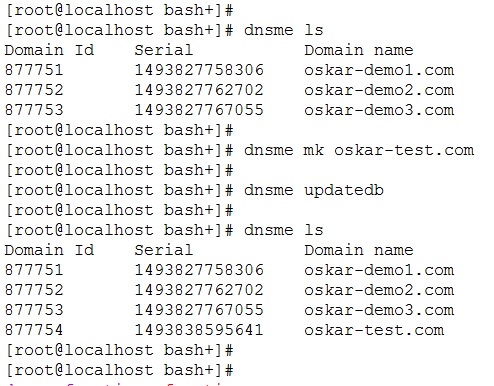 [root@localhost bash+]#
[root@localhost bash+]# dnsme ls
Domain Id    Serial           Domain name
877751       1493827758306    oskar-demo1.com
877752       1493827762702    oskar-demo2.com
877753       1493827767055    oskar-demo3.com
[root@localhost bash+]#
[root@localhost bash+]# dnsme mk oskar-test.com
[root@localhost bash+]#
[root@localhost bash+]# dnsme updatedb
[root@localhost bash+]#
[root@localhost bash+]# dnsme ls
Domain Id    Serial           Domain name
877751       1493827758306    oskar-demo1.com
877752       1493827762702    oskar-demo2.com
877753       1493827767055    oskar-demo3.com
877754       1493838595641    oskar-test.com
[root@localhost bash+]#
[root@localhost bash+]#